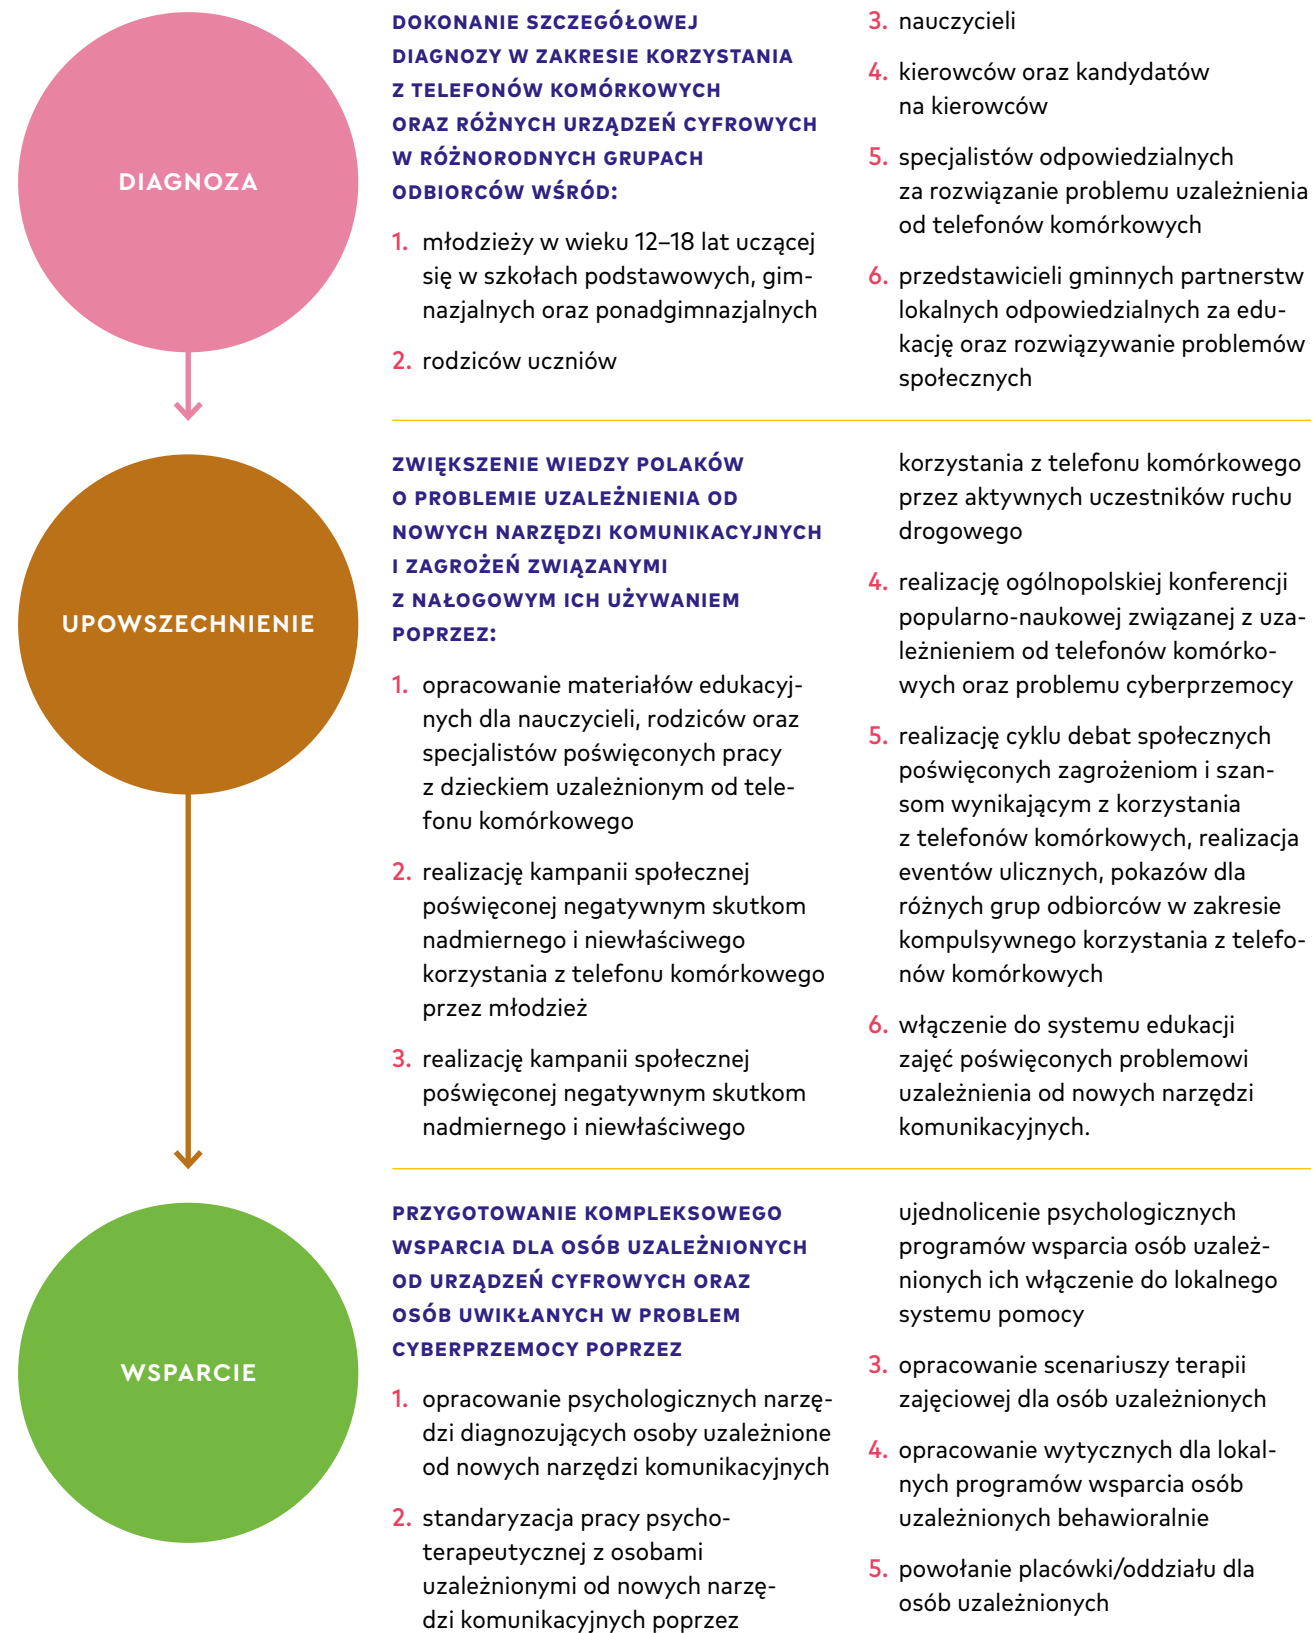 DIAGNOZA
DOKONANIE SZCZEGÓŁOWEJ
DIAGNOZY W ZAKRESIE KORZYSTANIA
Z TELEFONÓW KOMÓRKOWYCH
ORAZ RÓŻNYCH URZĄDZEŃ CYFROWYCH
W RÓŻNORODNYCH GRUPACH
ODBIORCÓW WŚRÓD:
1. młodzieży w wieku 12–18 lat uczącej
się w szkołach podstawowych, gim-
nazjalnych oraz ponadgimnazjalnych
2. rodziców uczniów
3. nauczycieli
4. kierowców oraz kandydatów
na kierowców
5. specjalistów odpowiedzialnych
za rozwiązanie problemu uzależnienia
od telefonów komórkowych
6. przedstawicieli gminnych partnerstw
lokalnych odpowiedzialnych za edu-
kację oraz rozwiązywanie problemów
społecznych
UPOWSZECHNIENIE
ZWIĘKSZENIE WIEDZY POLAKÓW
O PROBLEMIE UZALEŻNIENIA OD
NOWYCH NARZĘDZI KOMUNIKACYJNYCH
I ZAGROŻEŃ ZWIĄZANYMI
Z NAŁOGOWYM ICH UŻYWANIEM
POPRZEZ:
1. opracowanie materiałów edukacyj-
nych dla nauczycieli, rodziców oraz
specjalistów poświęconych pracy
z dzieckiem uzależnionym od tele-
fonu komórkowego
2. realizację kampanii społecznej
poświęconej negatywnym skutkom
nadmiernego i niewłaściwego
korzystania z telefonu komórkowego
przez młodzież
3. realizację kampanii społecznej
poświęconej negatywnym skutkom
nadmiernego i niewłaściwego
korzystania z telefonu komórkowego
przez aktywnych uczestników ruchu
drogowego
4. realizację ogólnopolskiej konferencji
popularno-naukowej związanej z uza-
leżnieniem od telefonów komórko-
wych oraz problemu cyberprzemocy
5. realizację cyklu debat społecznych
poświęconych zagrożeniom i szan-
som wynikającym z korzystania
z telefonów komórkowych, realizacja
eventów ulicznych, pokazów dla
różnych grup odbiorców w zakresie
kompulsywnego korzystania z telefo-
nów komórkowych
6. włączenie do systemu edukacji
zajęć poświęconych problemowi
uzależnienia od nowych narzędzi
komunikacyjnych.
WSPARCIE
PRZYGOTOWANIE KOMPLEKSOWEGO
WSPARCIA DLA OSÓB UZALEŻNIONYCH
OD URZĄDZEŃ CYFROWYCH ORAZ
OSÓB UWIKŁANYCH W PROBLEM
CYBERPRZEMOCY POPRZEZ
1. opracowanie psychologicznych narzę-
dzi diagnozujących osoby uzależnione
od nowych narzędzi komunikacyjnych
2. standaryzacja pracy psycho-
terapeutycznej z osobami
uzależnionymi od nowych narzę-
dzi komunikacyjnych poprzez
ujednolicenie psychologicznych
programów wsparcia osób uzależ-
nionych ich włączenie do lokalnego
systemu pomocy
3. opracowanie scenariuszy terapii
zajęciowej dla osób uzależnionych
4. opracowanie wytycznych dla lokal-
nych programów wsparcia osób
uzależnionych behawioralnie
5. powołanie placówki/oddziału dla
osób uzależnionych